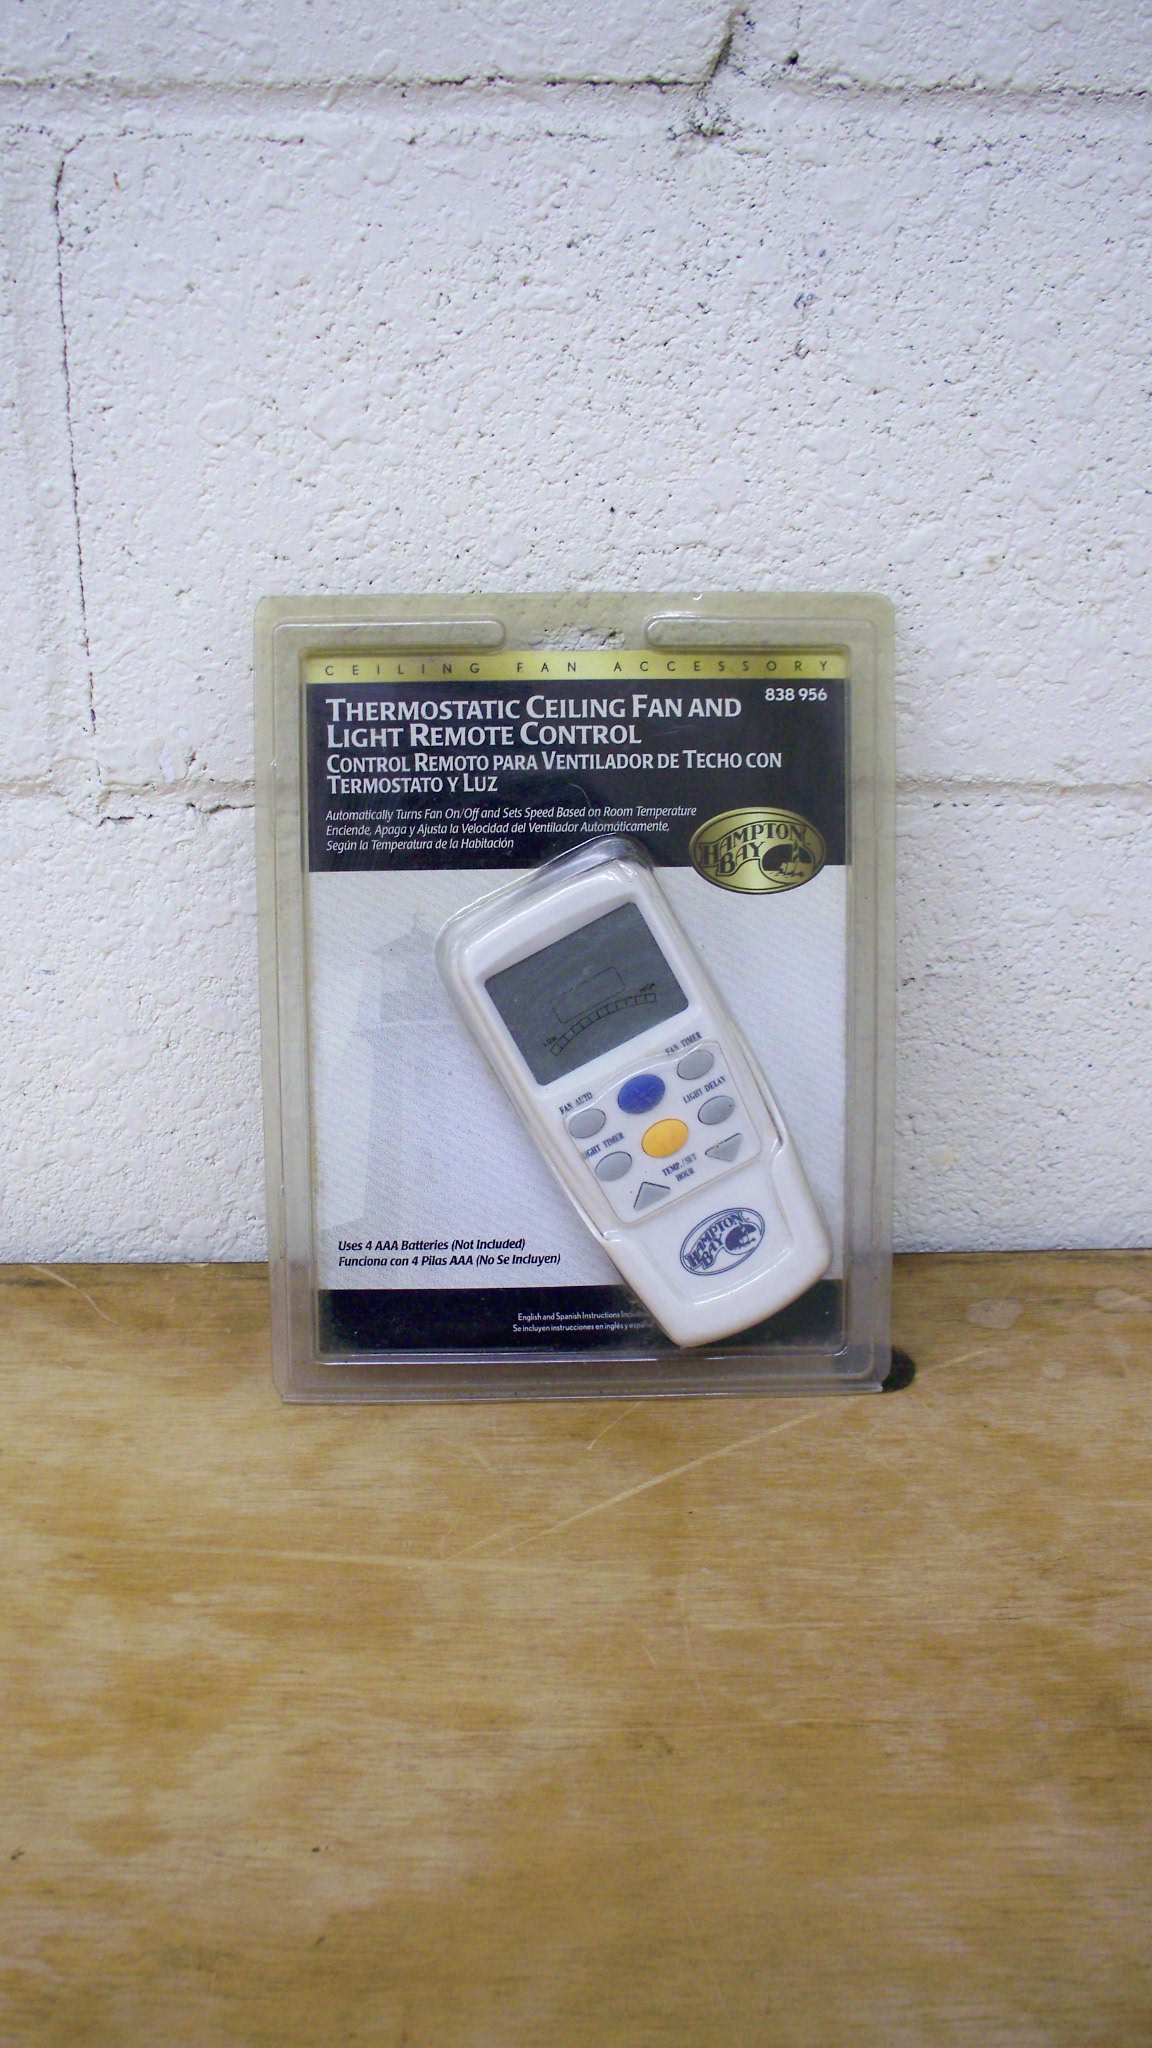 CEILING FAN ACCESSORY
838 956
THERMOSTATIC CEILING FAN AND
LIGHT REMOTE CONTROL
CONTROL REMOTO PARA VENTILADOR DE TECHO CON
TERMOSTATO Y LUZ
Automatically Turns Fan On/Off and Sets Speed Based on Room Temperature
Enciende, Apaga y Ajusta la Velocidad del Ventilador Automáticamente,
Según la Temperatura de la Habitación
HAMPTON
BAY
LOW
HIGH
FAN TIMER
FAN AUTO
LIGHT DELAY
LIGHT TIMER
TEMP./SET
HOUR
HAMPTON
BAY
Uses 4 AAA Batteries (Not Included)
Funciona con 4 Pilas AAA (No Se Incluyen)
English and Spanish Instructions Included
Se incluyen instrucciones en inglés y español